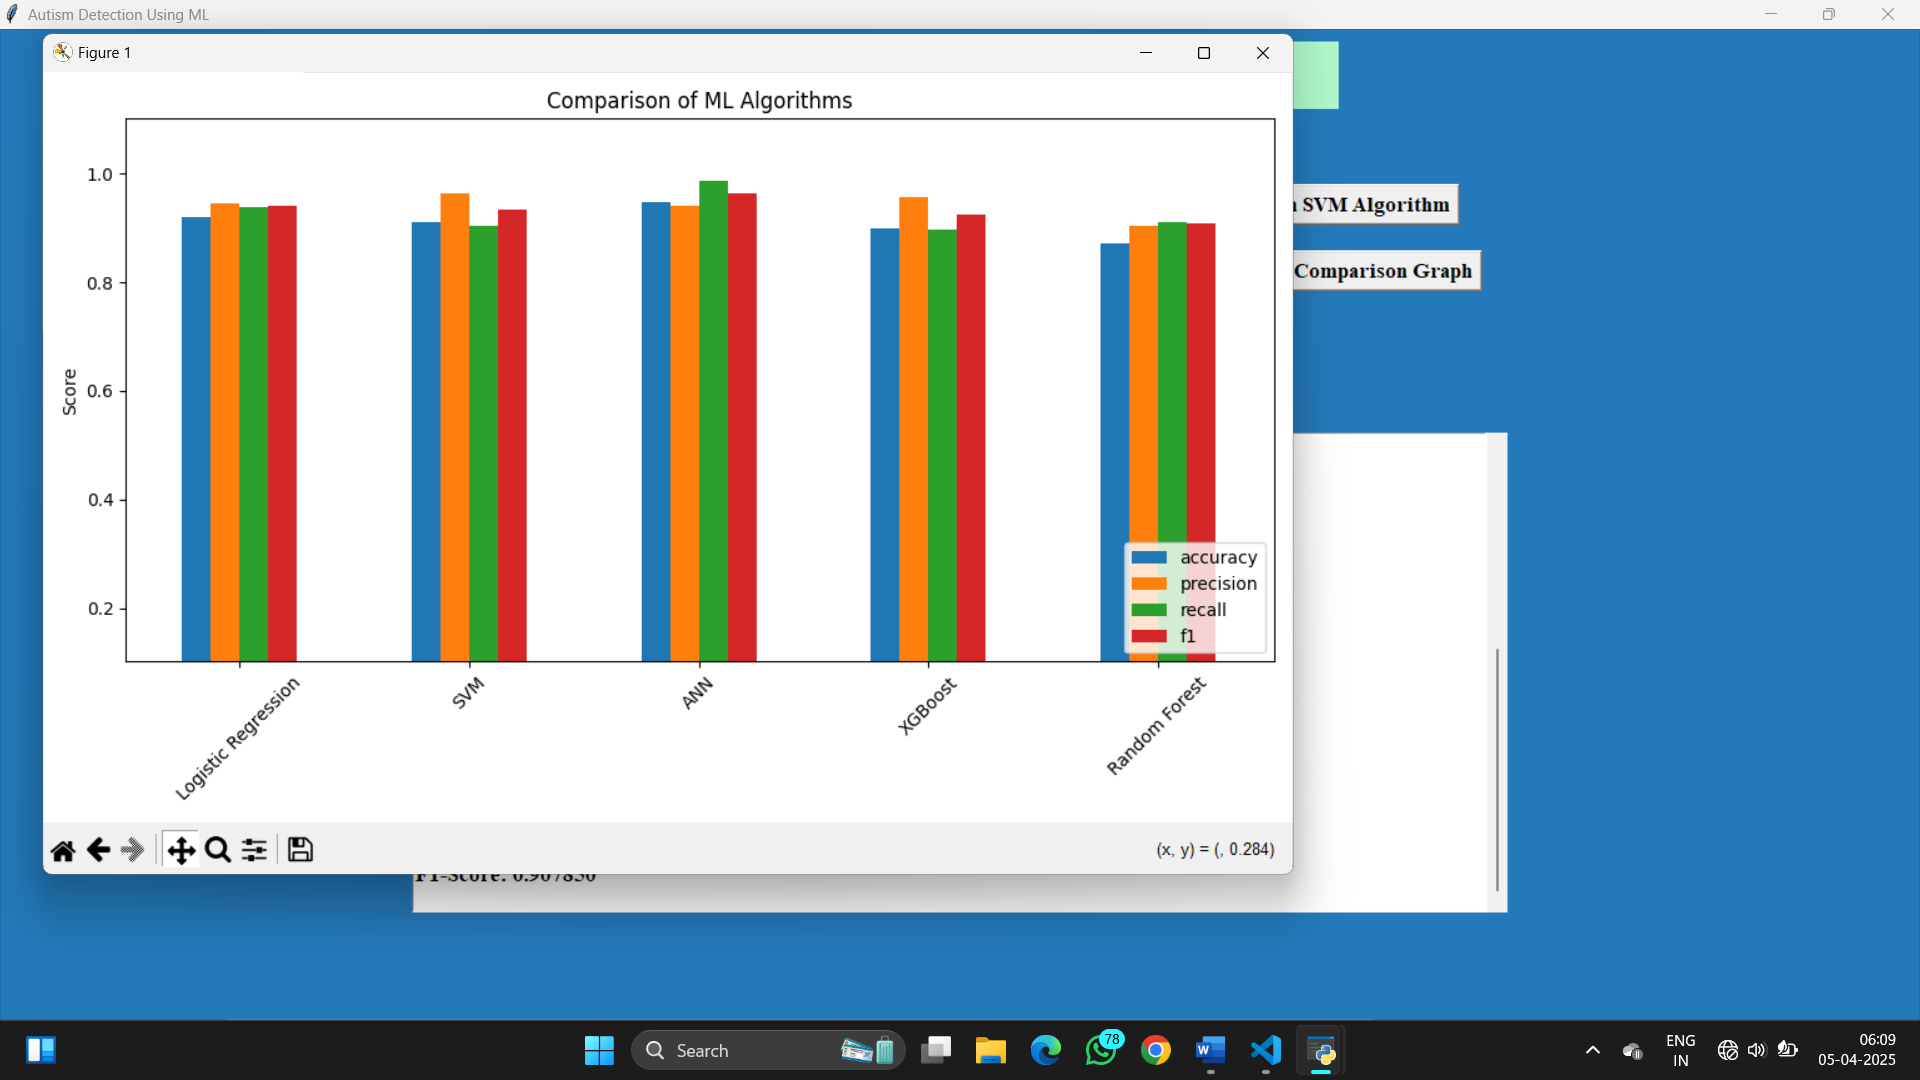 Autism Detection Using ML
Figure 1
Comparison of ML Algorithms
SVM Algorithm
Comparison Graph
Score
1.0
0.8
0.6
0.4
0.2
accuracy
precision
recall
f1
Logistic Regression
SVM
ANN
XGBoost
Random Forest
(x, y) = (, 0.284)
F1-Score: 0.907850
Search
78
ENG
IN
06:09
05-04-2025